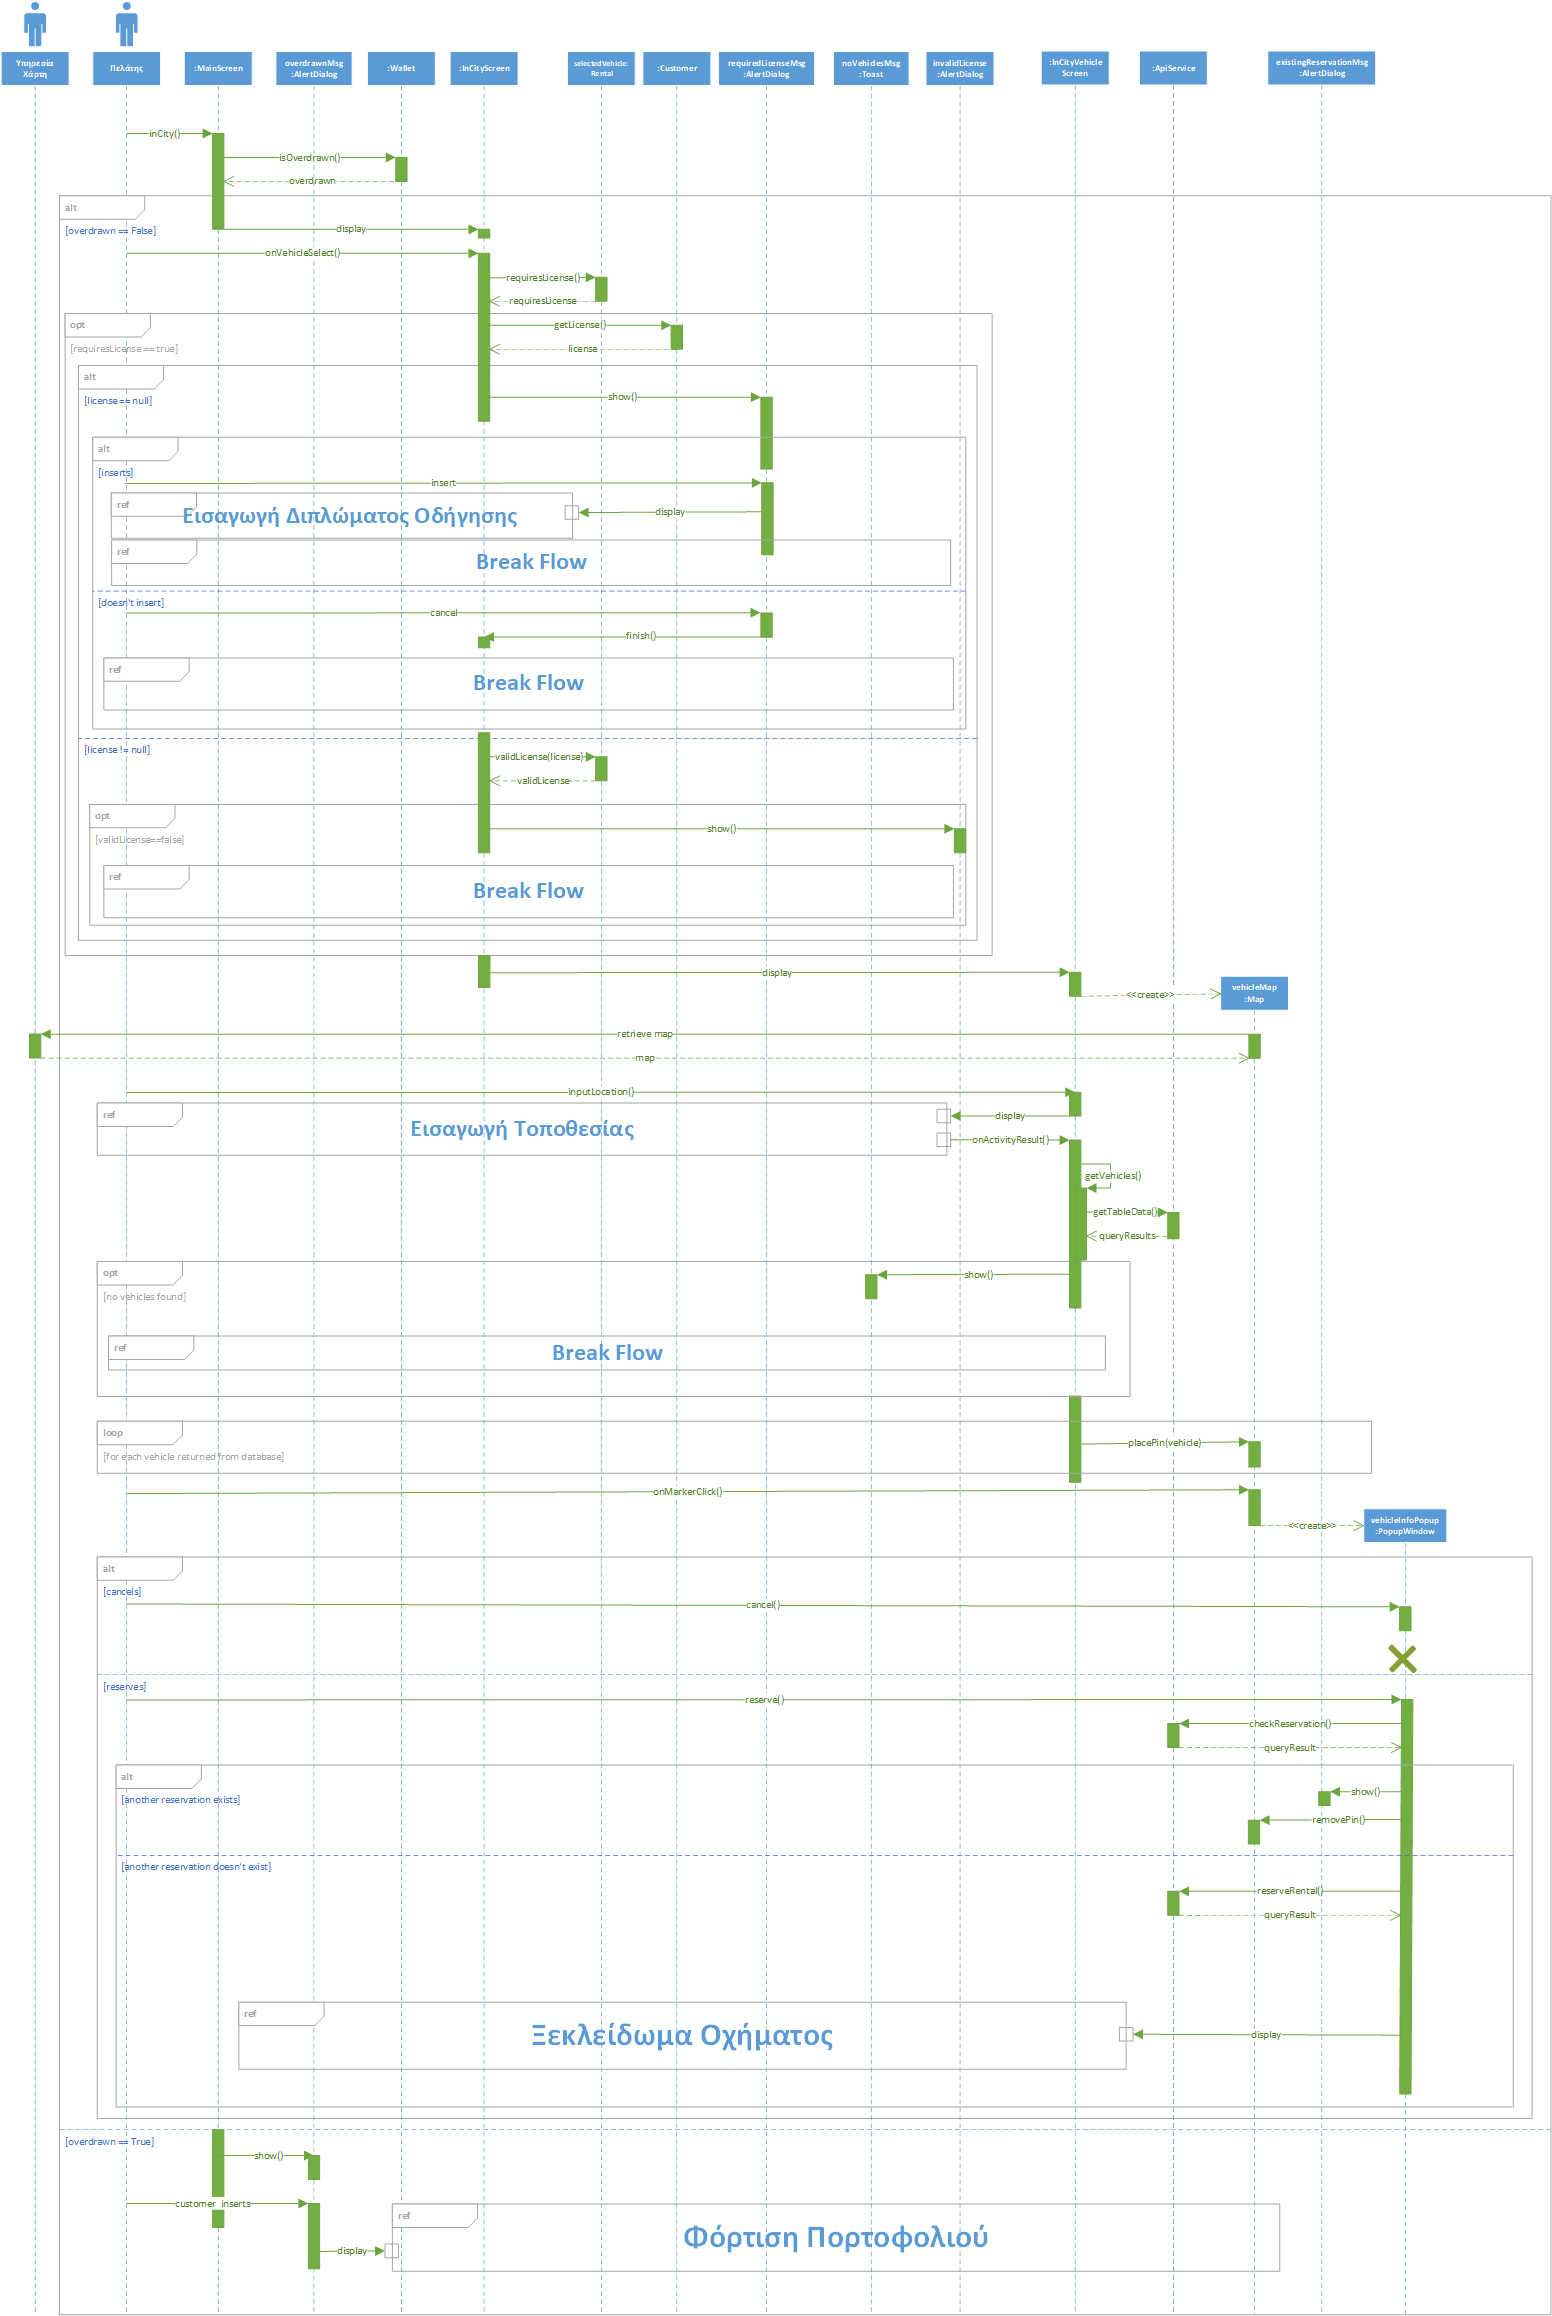 Υπηρεσία
Χάρτη
Πελάτης
:MainScreen
overdrawnMsg
:AlertDialog
:Wallet
:InCityScreen
selectedVehicle:
Rental
:Customer
requiredLicenseMsg
:AlertDialog
noVehiclesMsg
:Toast
invalidLicense
:AlertDialog
:InCityVehicle
Screen
:ApiService
existingReservationMsg
:AlertDialog
inCity()
isOverdrawn()
overdrawn
alt
[overdrawn == False]
display
onVehicleSelect()
requiresLicense()
requiresLicense
opt
[requiresLicense == true]
getLicense()
license
alt
[license == null]
show()
alt
[inserts]
insert
ref
Εισαγωγή Διπλώματος Οδήγησης
display
ref
Break Flow
[doesn't insert]
cancel
finish()
ref
Break Flow
[license != null]
validLicense(license)
validLicense
opt
[validLicense==false]
show()
ref
Break Flow
display
<<create>>
vehicleMap
:Map
retrieve map
map
inputLocation()
ref
Εισαγωγή Τοποθεσίας
display
onActivityResult()
getVehicles()
getTableData()
queryResults
opt
[no vehicles found]
show()
ref
Break Flow
loop
[for each vehicle returned from database]
placePin(vehicle)
onMarkerClick()
<<create>>
vehicleInfoPopup
:PopupWindow
alt
[cancels]
cancel()
[reserves]
reserve()
checkReservation()
queryResult
alt
[another reservation exists]
show()
removePin()
[another reservation doesn't exist]
reserveRental()
queryResult
ref
Ξεκλείδωμα Οχήματος
display
[overdrawn == True]
show()
customer inserts
ref
Φόρτιση Πορτοφολιού
display